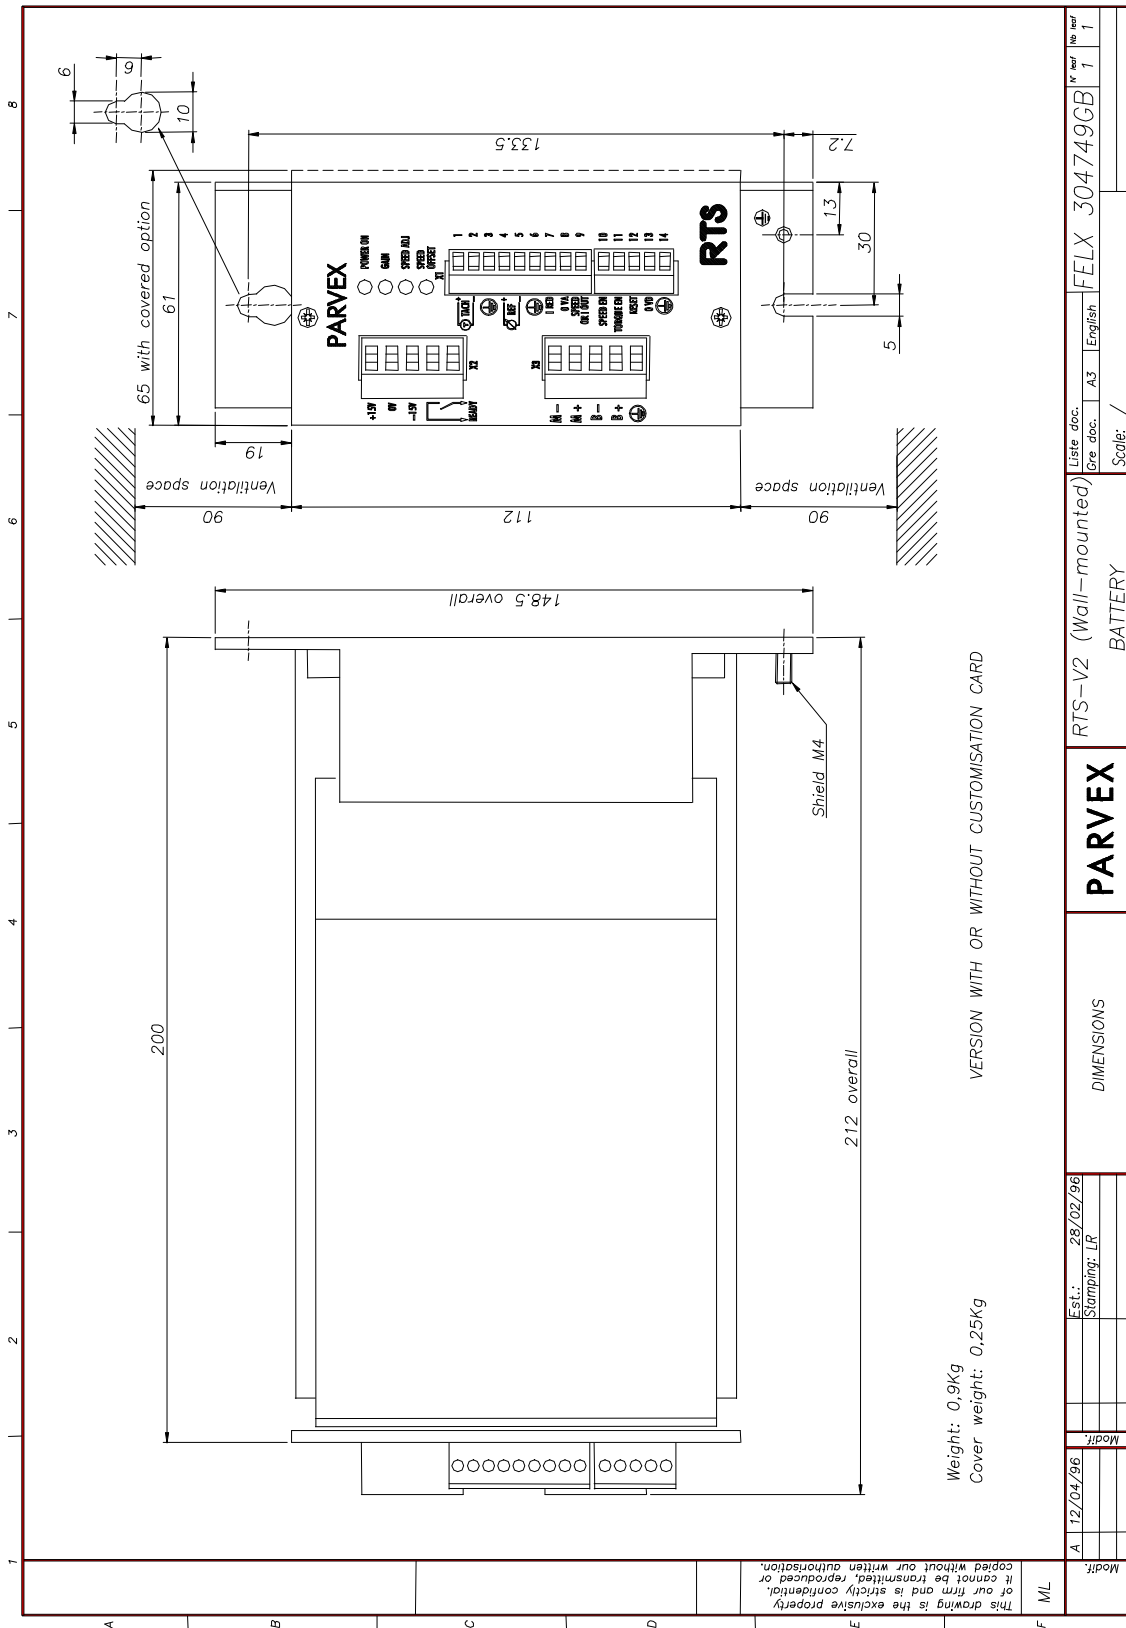 8
7
6
5
4
3
2
1
A
B
C
D
E
F
6
6
10
133.5
7.2
65 with covered option
61
13
30
5
19
Ventilation space
90
112
Ventilation space
90
PARVEX
POWER ON
GAIN
SPEED ADJ
SPEED OFFSET
X1
1
2
3
4
5
6
7
8
9
10
11
12
13
14
RTS
TACH
+
REF
+
I RED
0 VA
SPEED
OK I OUT
SPEED EN
TORQUE EN
RESET
0 VD
X2
+15V
0V
-15V
READY
X3
M -
M +
B -
B +
148.5 overall
200
212 overall
Shield M4
VERSION WITH OR WITHOUT CUSTOMISATION CARD
Weight: 0,9Kg
Cover weight: 0,25Kg
This drawing is the exclusive property
of our firm and is strictly confidential.
It cannot be transmitted, reproduced or
copied without our written authorisation.
ML
Modif.
A 12/04/96
Modif.
Est.: 28/02/96
Stamping: LR
DIMENSIONS
PARVEX
RTS-V2 (Wall-mounted)
BATTERY
Liste doc.
Gre doc. A3 English
Scale: /
FELX 304749GB
N° leaf 1
Nb leaf 1